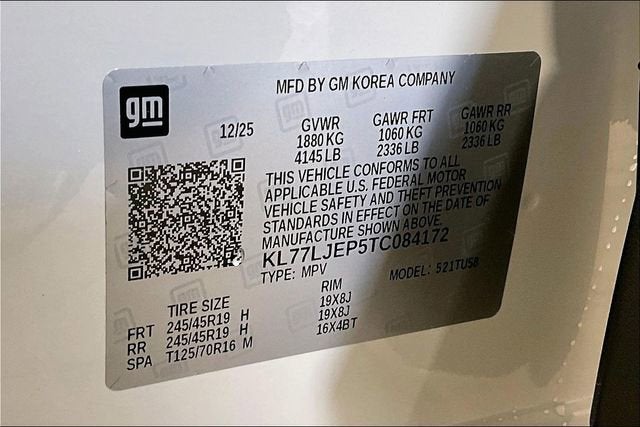 MFD BY GM KOREA COMPANY
gm
12/25 GVWR GAWR FRT GAWR RR
1880 KG 1060 KG 1060 KG
4145 LB 2336 LB 2336 LB
THIS VEHICLE CONFORMS TO ALL
APPLICABLE U.S. FEDERAL MOTOR
VEHICLE SAFETY AND THEFT PREVENTION
STANDARDS IN EFFECT ON THE DATE OF
MANUFACTURE SHOWN ABOVE.
KL77LJEP5TC084172
TYPE: MPV MODEL: 521TU58
TIRE SIZE RIM
FRT 245/45R19 H 19X8J
RR 245/45R19 H 19X8J
SPA T125/70R16 M 16X4BT